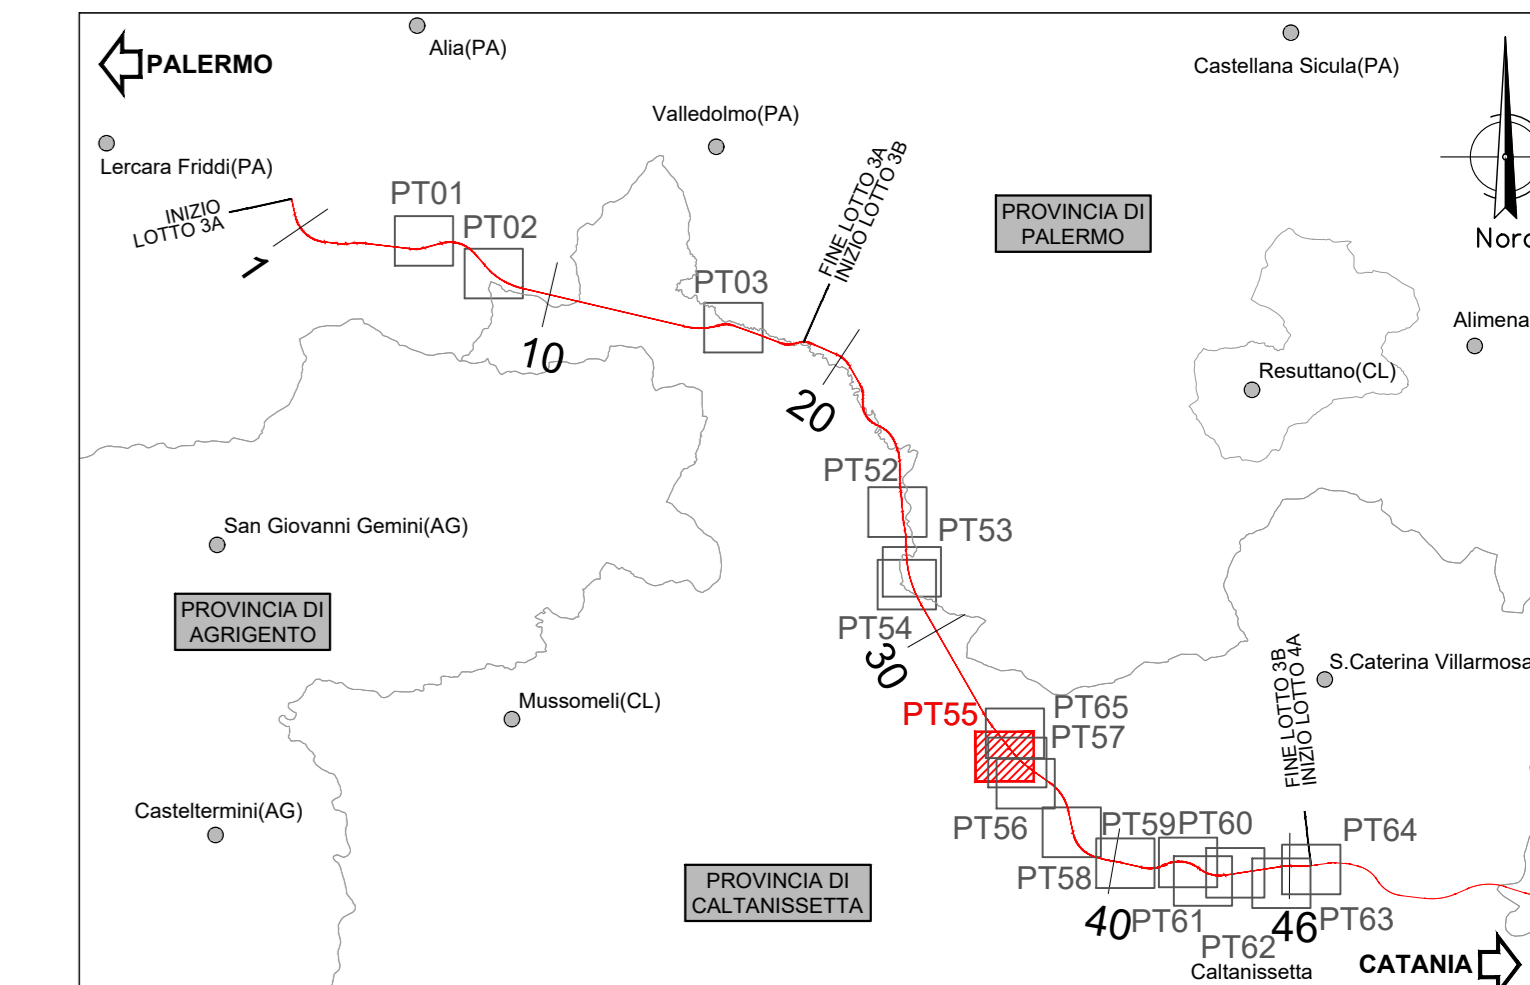 Alia(PA)
PALERMO
Castellana Sicula(PA)
Valledolmo(PA)
Lercara Friddi(PA)
INIZIO
LOTTO 3A
PT01
PT02
1
10
PT03
FINE LOTTO 3A
INIZIO LOTTO 3B
PROVINCIA DI
PALERMO
Nord
Alimena
Resuttano(CL)
20
PT52
PT53
San Giovanni Gemini(AG)
PROVINCIA DI
AGRIGENTO
PT54
30
Mussomeli(CL)
S.Caterina Villarmosa
FINE LOTTO 3B
INIZIO LOTTO 4A
PT55
PT65
PT57
Casteltermini(AG)
PT56
PT59
PT60
PT64
PT58
PROVINCIA DI
CALTANISSETTA
40
PT61
46
PT63
PT62
Caltanissetta
CATANIA